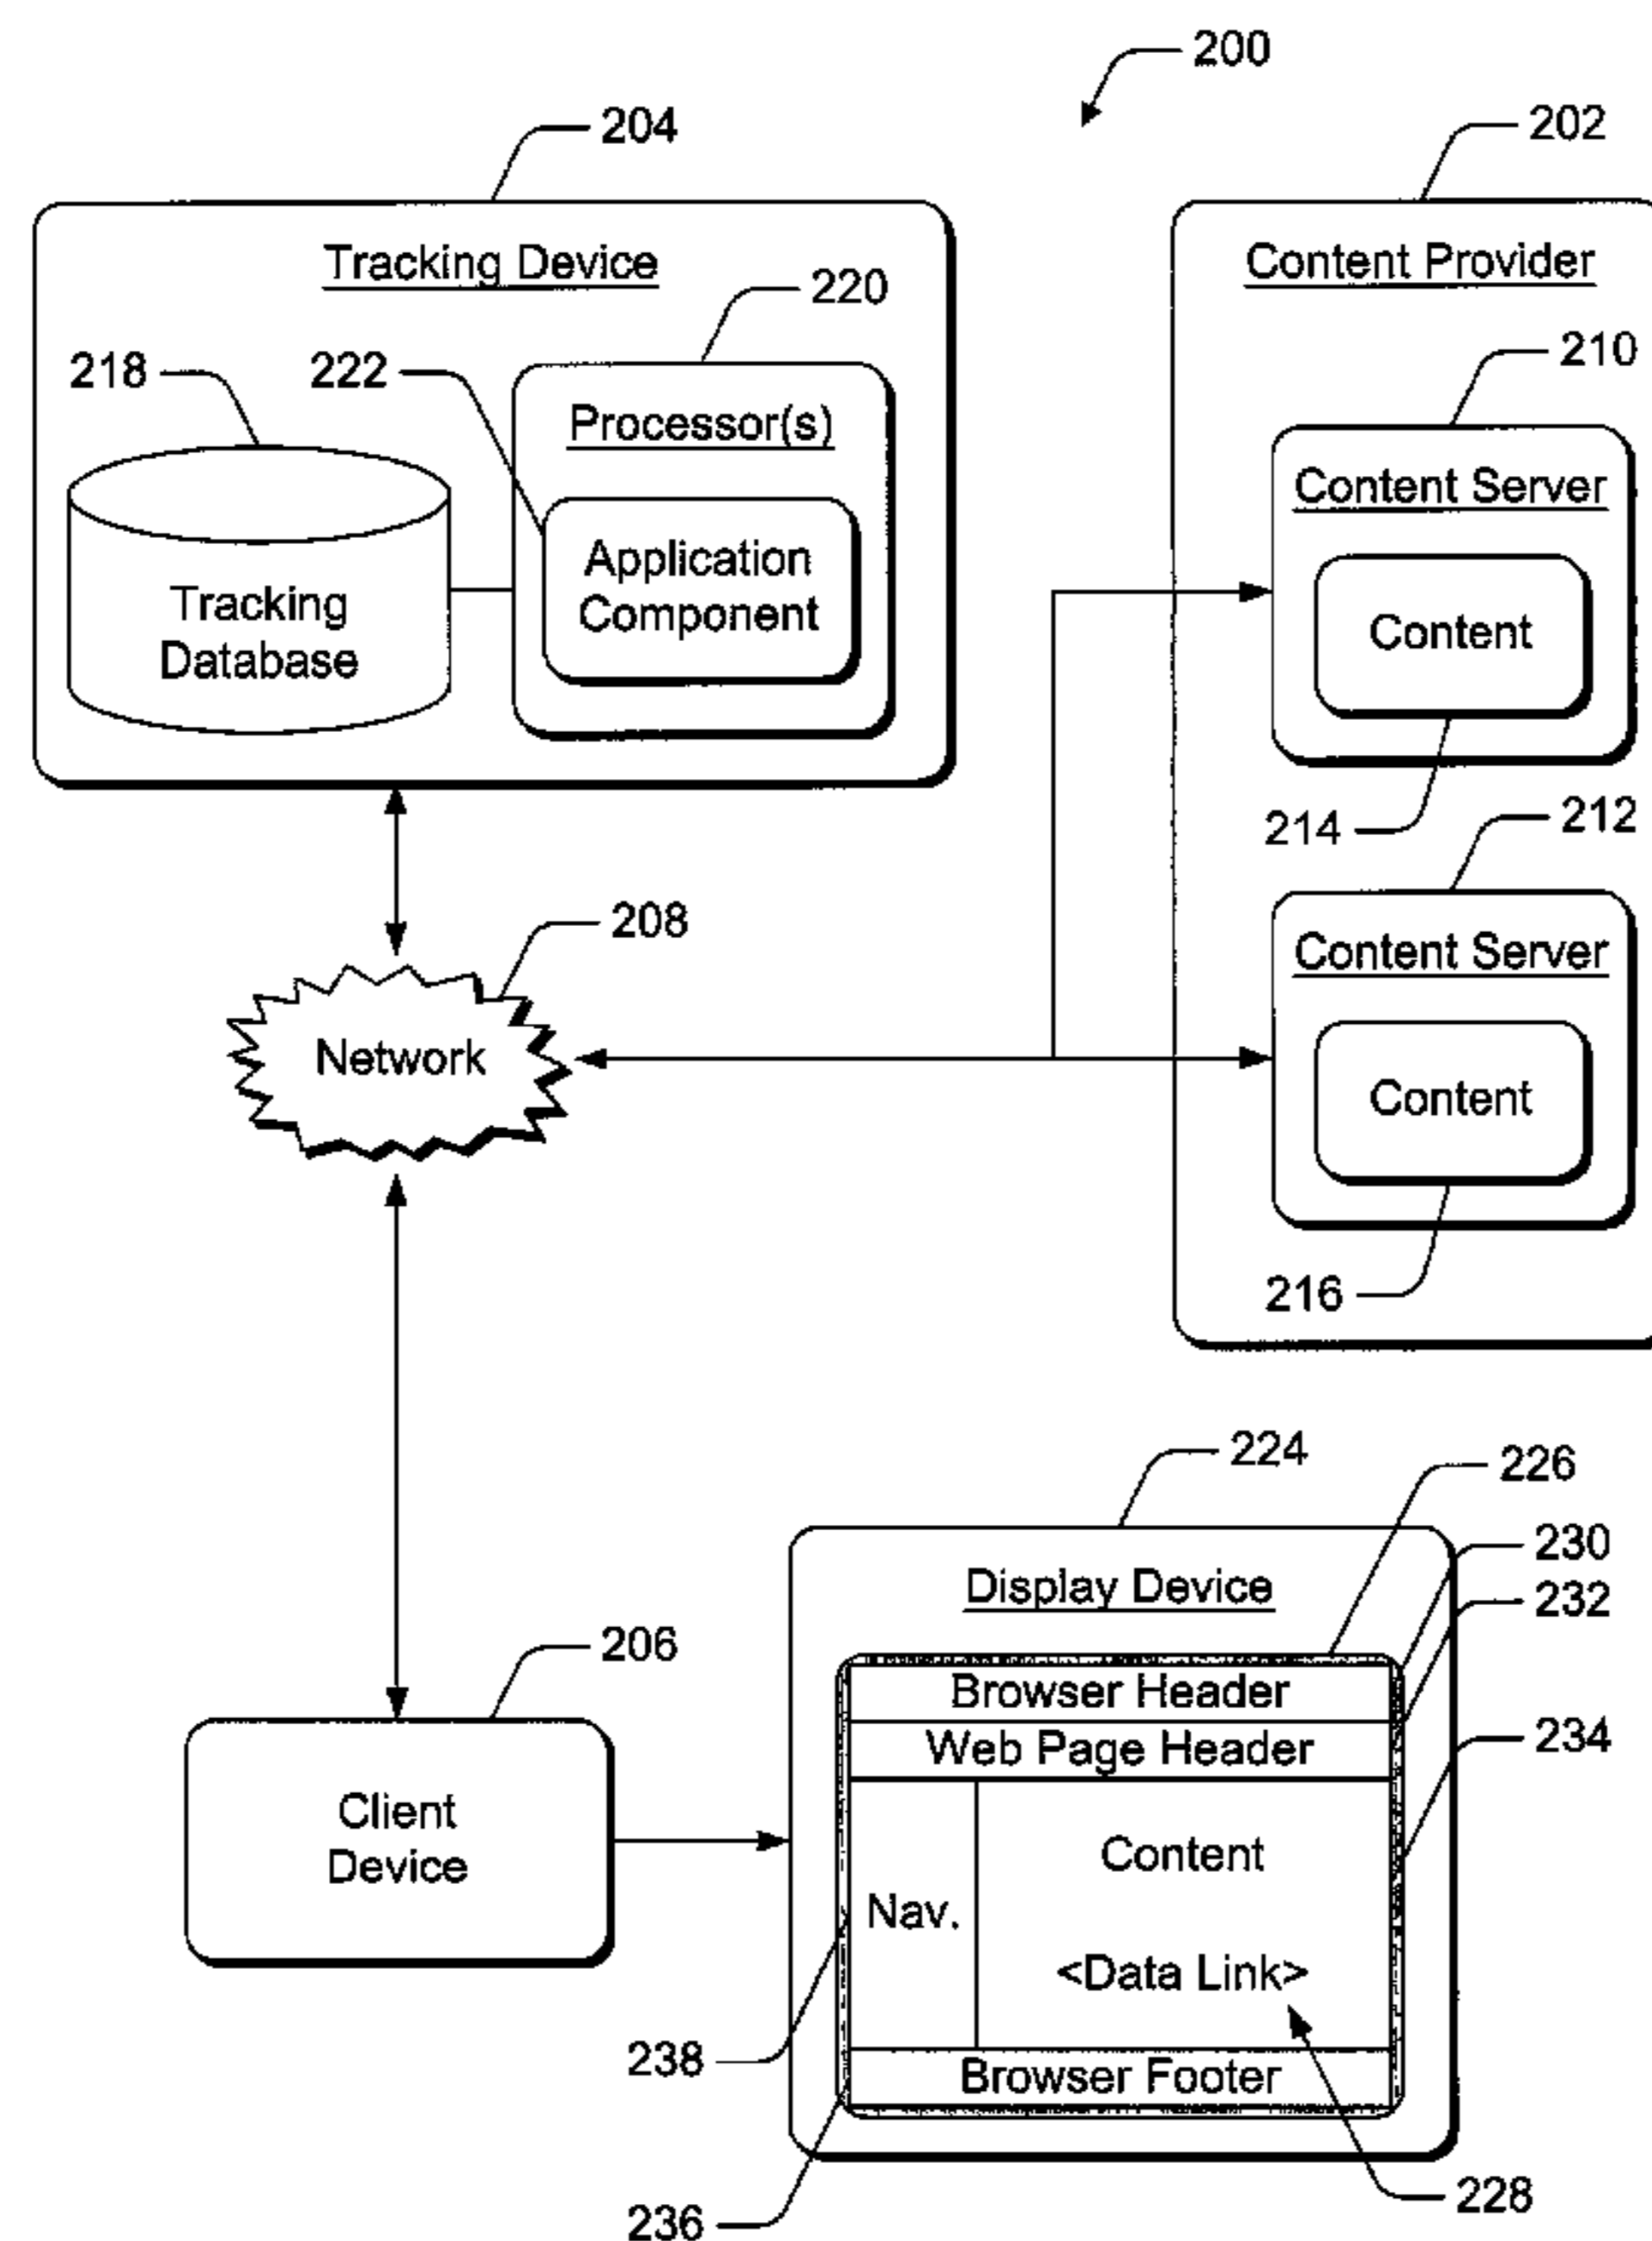 200
204
202
Tracking Device
Content Provider
220
218
222
210
Processor(s)
Content Server
Application
Component
Tracking
Database
Content
214
212
208
Content Server
Network
Content
216
224
226
230
Display Device
232
206
Browser Header
Web Page Header
234
Client
Device
Content
Nav.
<Data Link>
238
Browser Footer
228
236